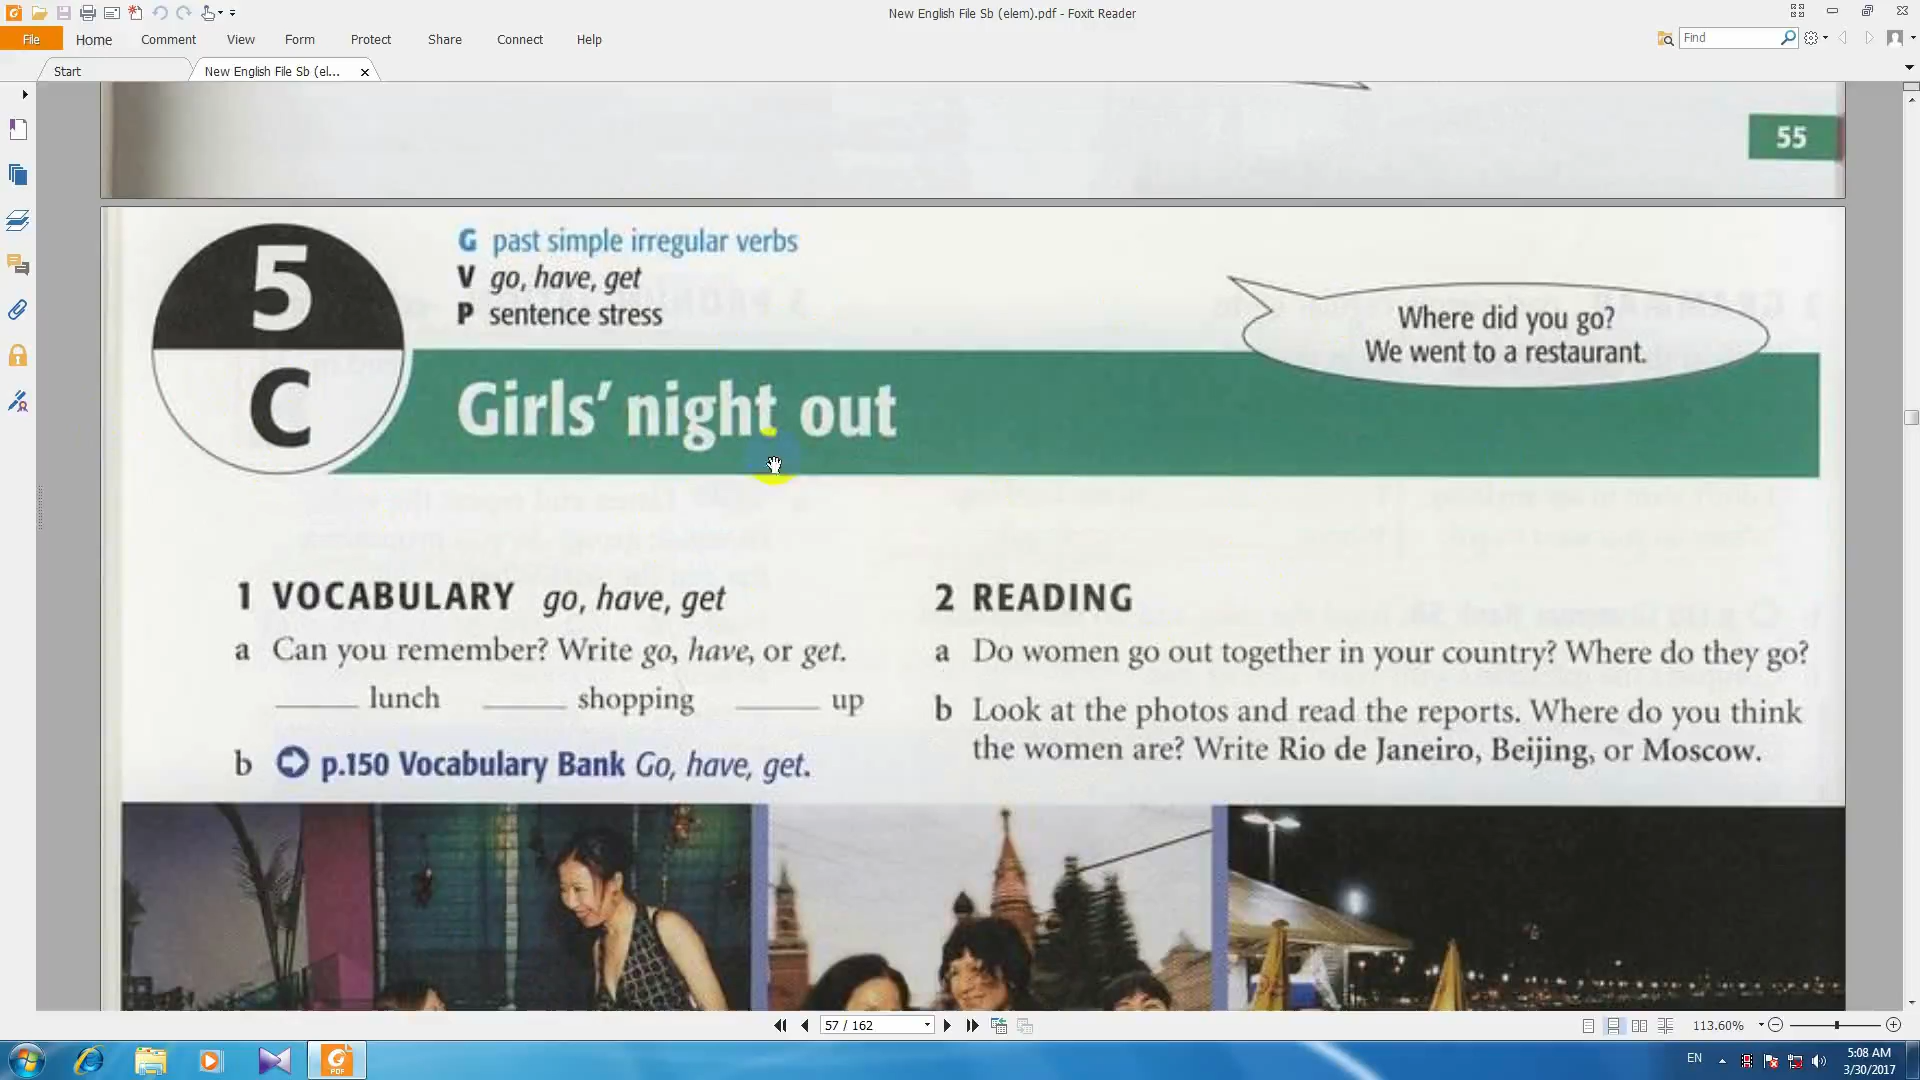 New English File Sb (elem).pdf - Foxit Reader
File Home Comment View Form Protect Share Connect Help
Find
Start
New English File Sb (el...
55
5
C
G past simple irregular verbs
V go, have, get
P sentence stress
Where did you go?
We went to a restaurant.
Girls' night out
1 VOCABULARY go, have, get
a Can you remember? Write go, have, or get.
_____ lunch _____ shopping _____ up
b p.150 Vocabulary Bank Go, have, get.
2 READING
a Do women go out together in your country? Where do they go?
b Look at the photos and read the reports. Where do you think
the women are? Write Rio de Janeiro, Beijing, or Moscow.
57 / 162
113.60%
EN
5:08 AM
3/30/2017
PDF